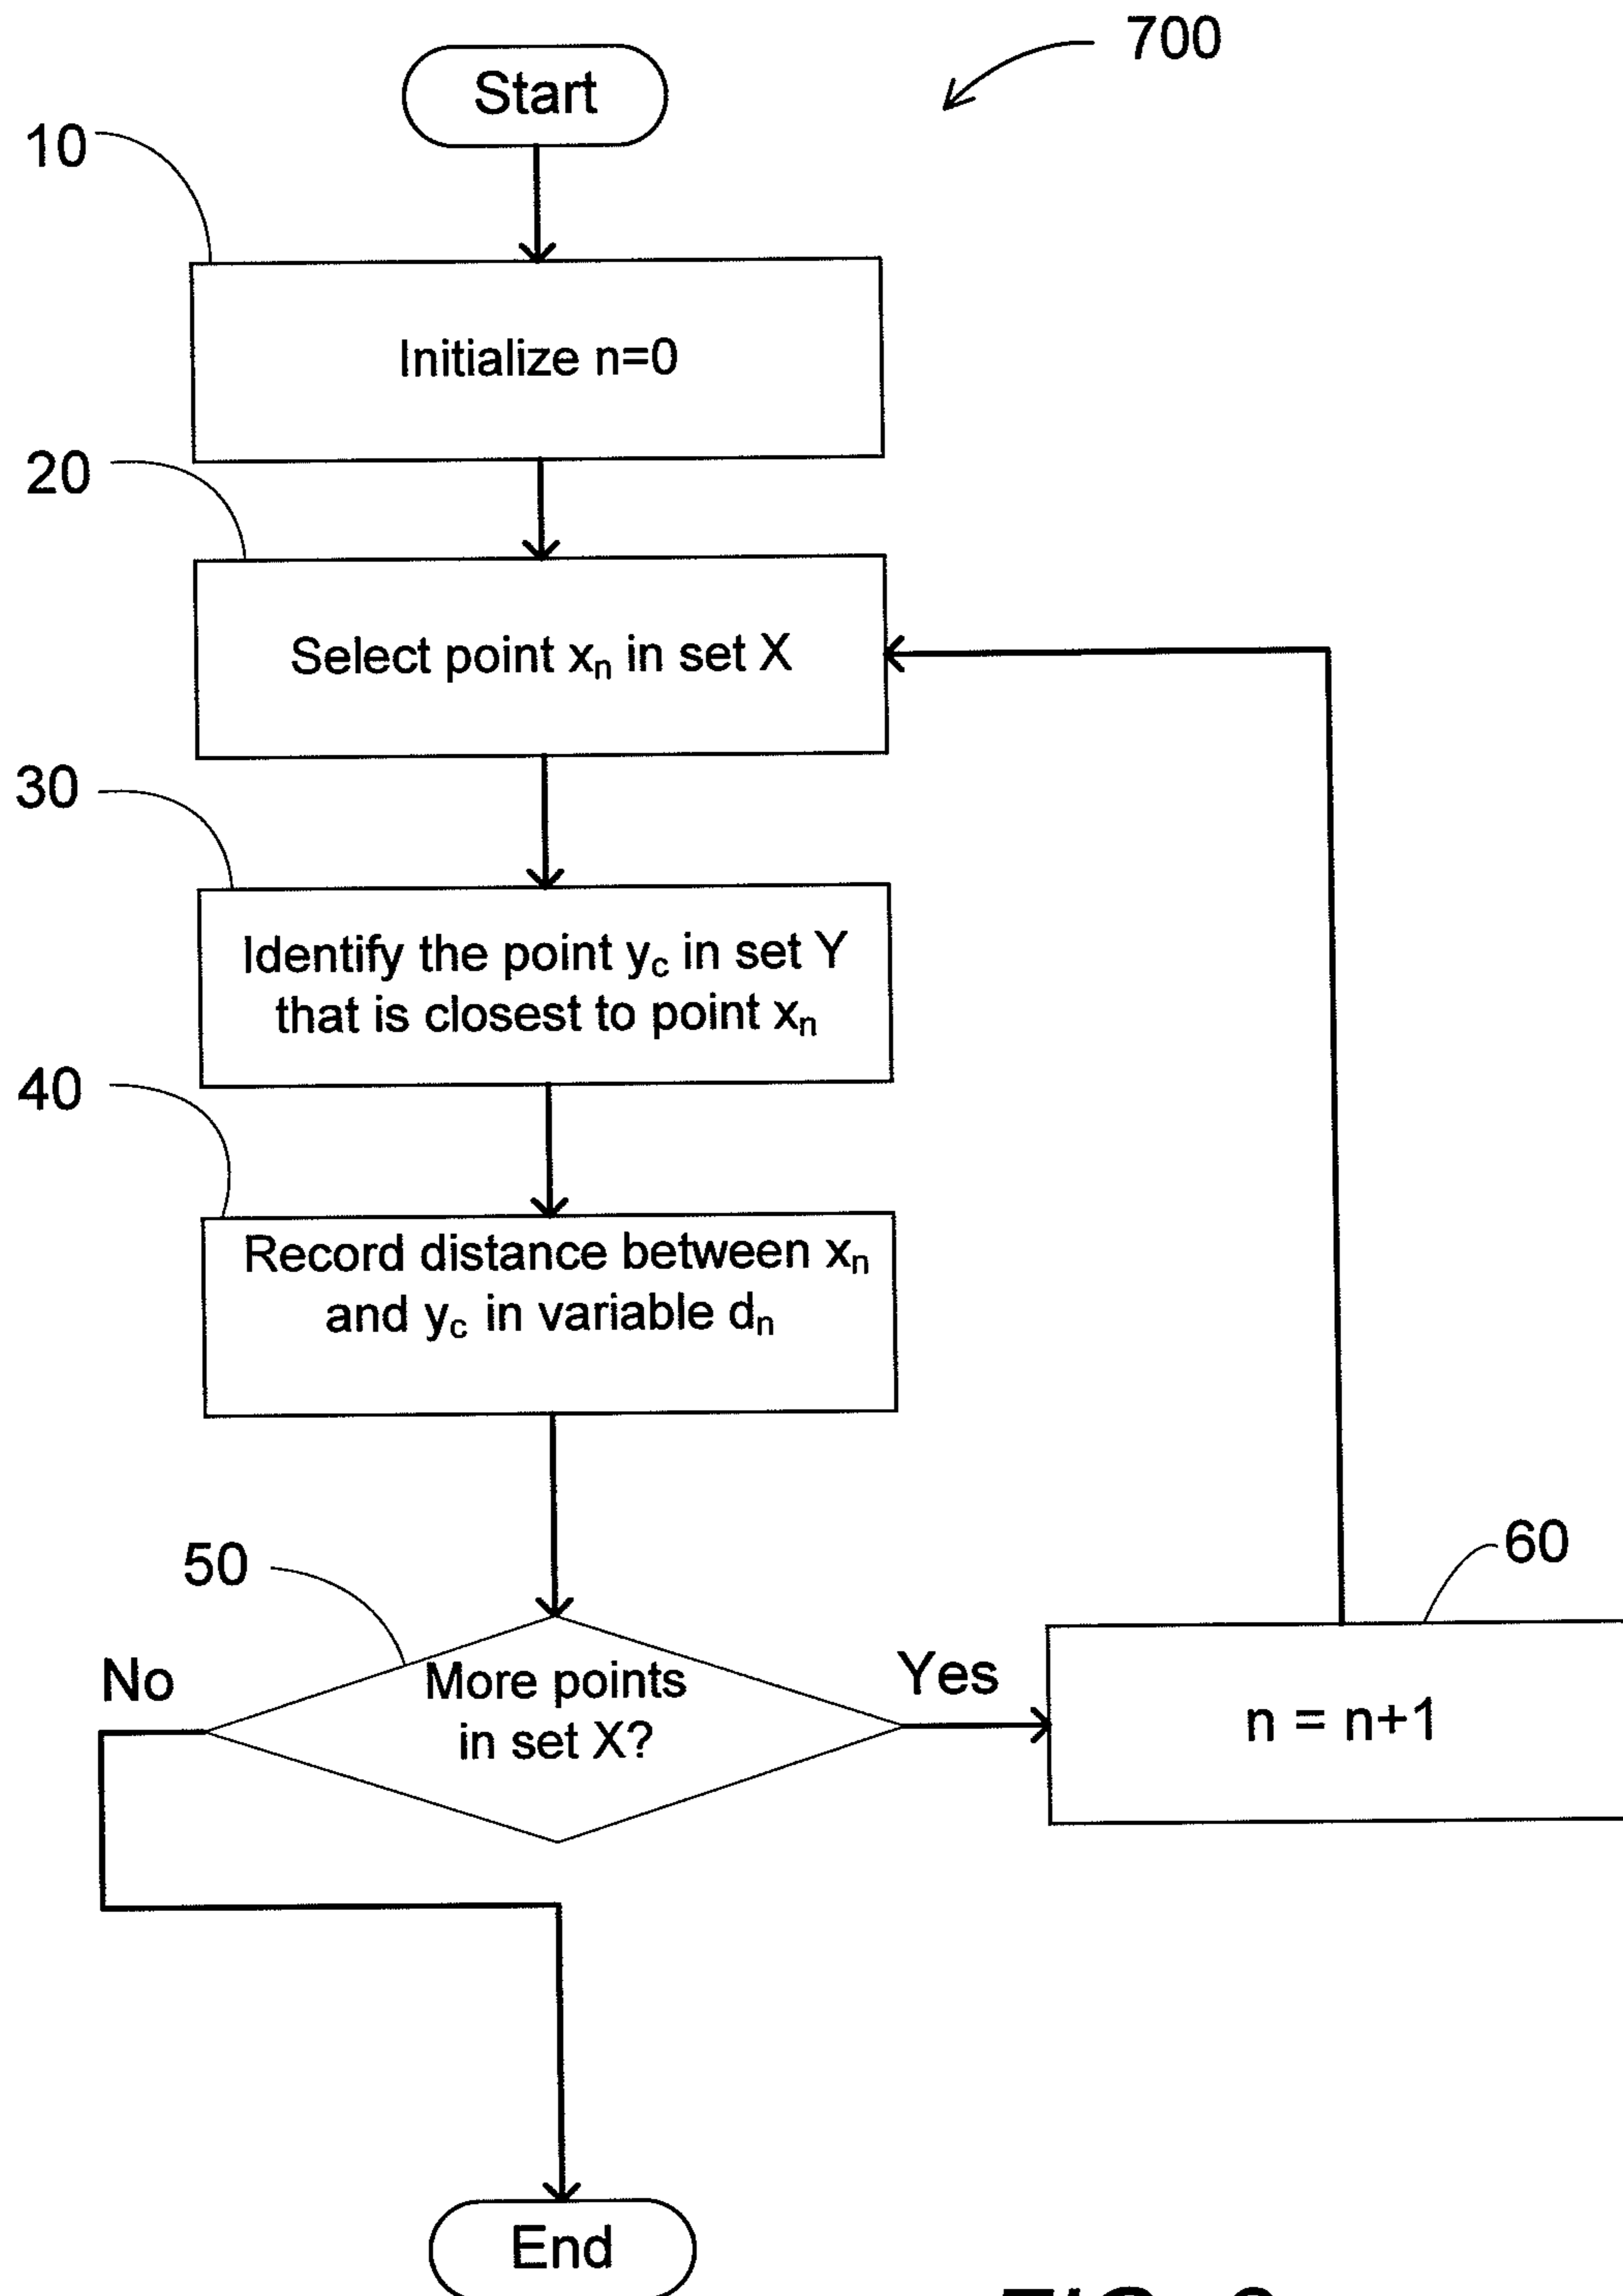 700
Start
10
Initialize n=0
20
Select point xₙ in set X
30
Identify the point y_c in set Y
that is closest to point xₙ
40
Record distance between xₙ
and y_c in variable dₙ
50
60
No
More points
in set X?
Yes
n = n+1
End